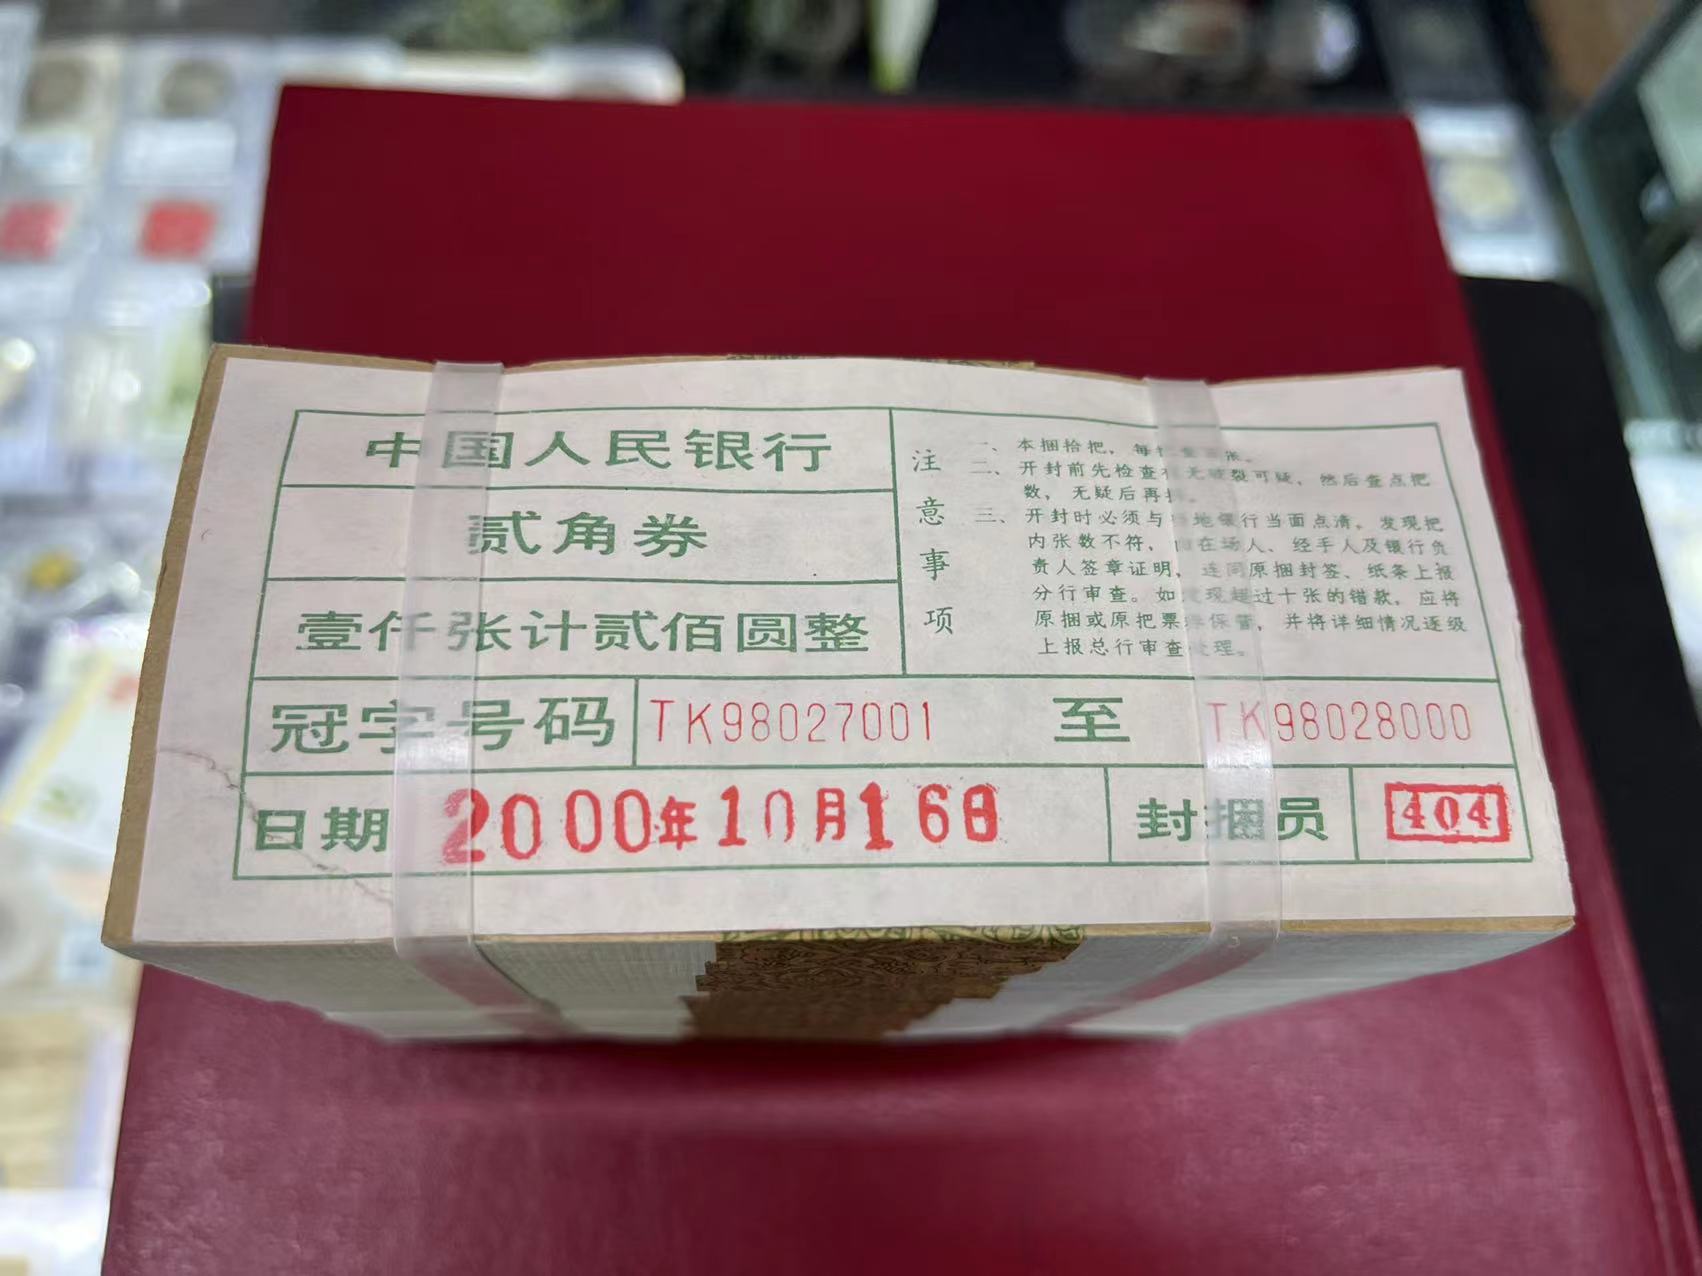 中国人民银行
贰角券
壹仟张计贰佰圆整
注意事项
一、本捆拾把，每 张。
二、开封前先检查有无破裂可疑，然后查点把
数，无疑后再拆。
三、开封时必须与 地银行当面点清，发现把
内张数不符，由在场人、经手人及银行负
责人签章证明，连同原捆封签、纸条上报
分行审查。如发现超过十张的错款，应将
原捆或原把票 保管，并将详细情况逐级
上报总行审查处理。
冠字号码 TK98027001 至 TK98028000
日期 2000年10月16日 封捆员 404